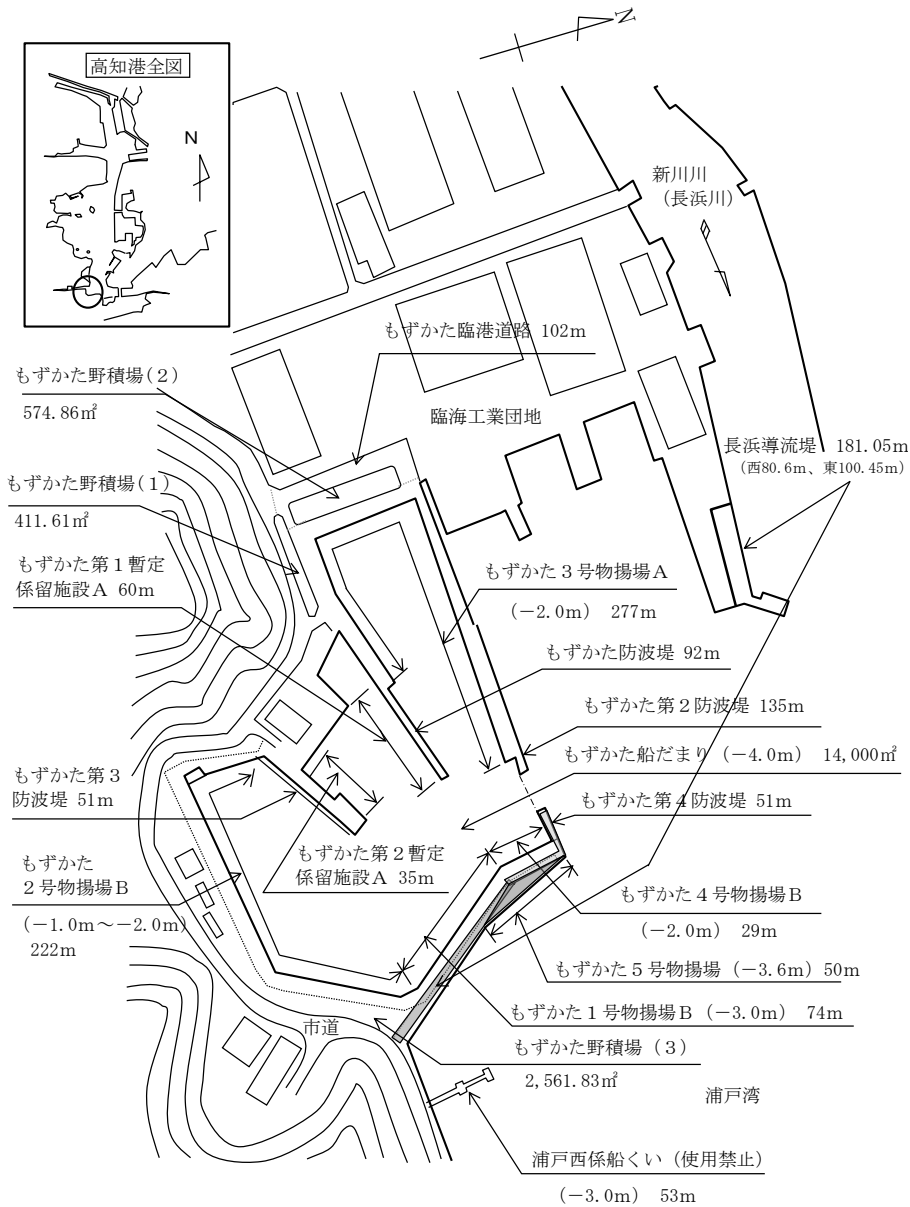 N
高知港全図
N
新川川
（長浜川）
もずかた臨港道路 102m
もずかた野積場(２)
574.86㎡
臨海工業団地
長浜導流堤 181.05m
(西80.6m、東100.45m)
もずかた野積場(１)
411.61㎡
もずかた第１暫定
係留施設Ａ 60m
もずかた３号物揚場Ａ
(－2.0m) 277m
もずかた防波堤 92m
もずかた第２防波堤 135m
もずかた船だまり (－4.0m) 14,000㎡
もずかた第３
防波堤 51m
もずかた第４防波堤 51m
もずかた第２暫定
係留施設Ａ 35m
もずかた
２号物揚場Ｂ
(－1.0m～－2.0m)
222m
もずかた４号物揚場Ｂ
(－2.0m) 29m
もずかた５号物揚場 (－3.6m) 50m
もずかた１号物揚場Ｂ (－3.0m) 74m
市道
もずかた野積場（３）
2,561.83㎡
浦戸湾
浦戸西係船くい（使用禁止）
(－3.0m) 53m